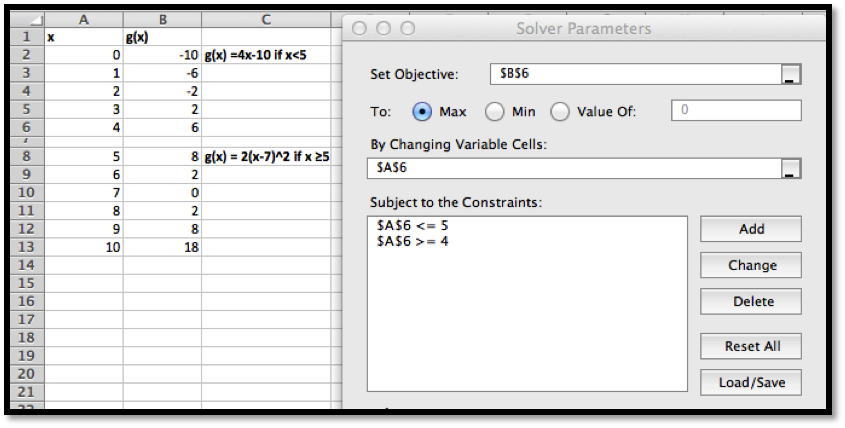 A B C
1 x g(x)
2 0 -10 g(x) =4x-10 if x<5
3 1 -6
4 2 -2
5 3 2
6 4 6
8 5 8 g(x) = 2(x-7)^2 if x ≥5
9 6 2
10 7 0
11 8 2
12 9 8
13 10 18
14
15
16
17
18
19
20
21
Solver Parameters
Set Objective: $B$6
To: Max Min Value Of: 0
By Changing Variable Cells:
$A$6
Subject to the Constraints:
$A$6 <= 5
$A$6 >= 4
Add
Change
Delete
Reset All
Load/Save